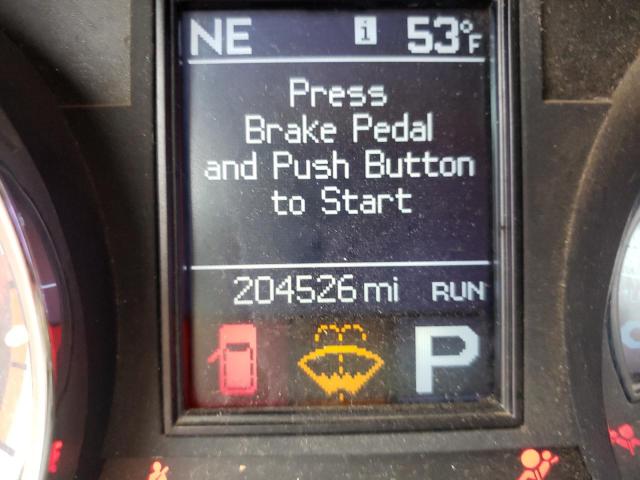 NE i 53°F
Press
Brake Pedal
and Push Button
to Start
204526 mi RUN
P